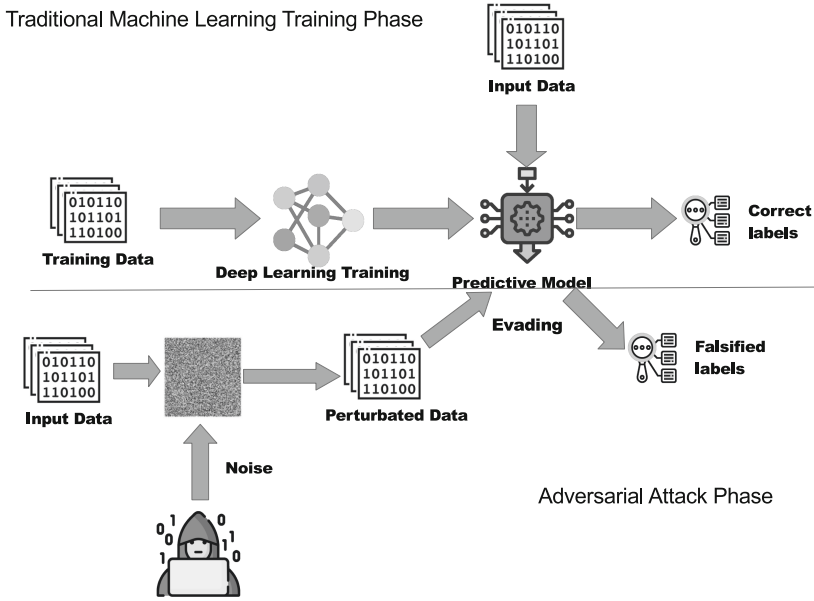 Traditional Machine Learning Training Phase
010110
101101
110100
Input Data
010110
101101
110100
Training Data
Deep Learning Training
Predictive Model
Correct
labels
Evading
010110
101101
110100
Input Data
010110
101101
110100
Perturbated Data
Falsified
labels
Noise
Adversarial Attack Phase
0
1
0
0
1
1
0